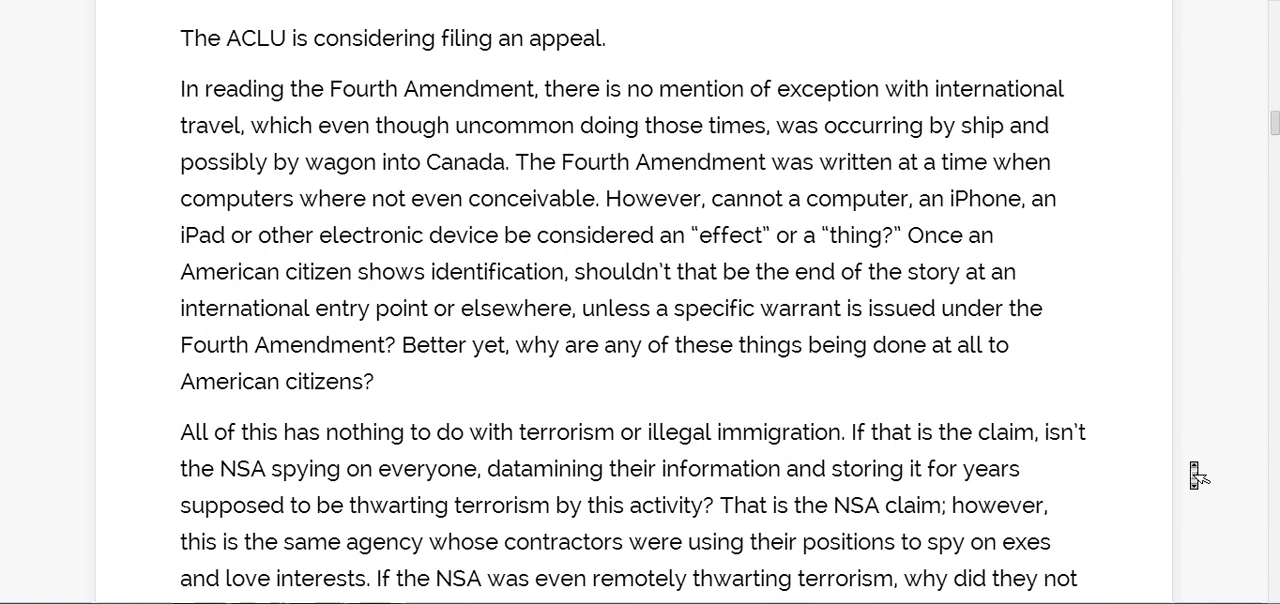 The ACLU is considering filing an appeal.
In reading the Fourth Amendment, there is no mention of exception with international
travel, which even though uncommon doing those times, was occurring by ship and
possibly by wagon into Canada. The Fourth Amendment was written at a time when
computers where not even conceivable. However, cannot a computer, an iPhone, an
iPad or other electronic device be considered an “effect” or a “thing?” Once an
American citizen shows identification, shouldn’t that be the end of the story at an
international entry point or elsewhere, unless a specific warrant is issued under the
Fourth Amendment? Better yet, why are any of these things being done at all to
American citizens?
All of this has nothing to do with terrorism or illegal immigration. If that is the claim, isn’t
the NSA spying on everyone, datamining their information and storing it for years
supposed to be thwarting terrorism by this activity? That is the NSA claim; however,
this is the same agency whose contractors were using their positions to spy on exes
and love interests. If the NSA was even remotely thwarting terrorism, why did they not